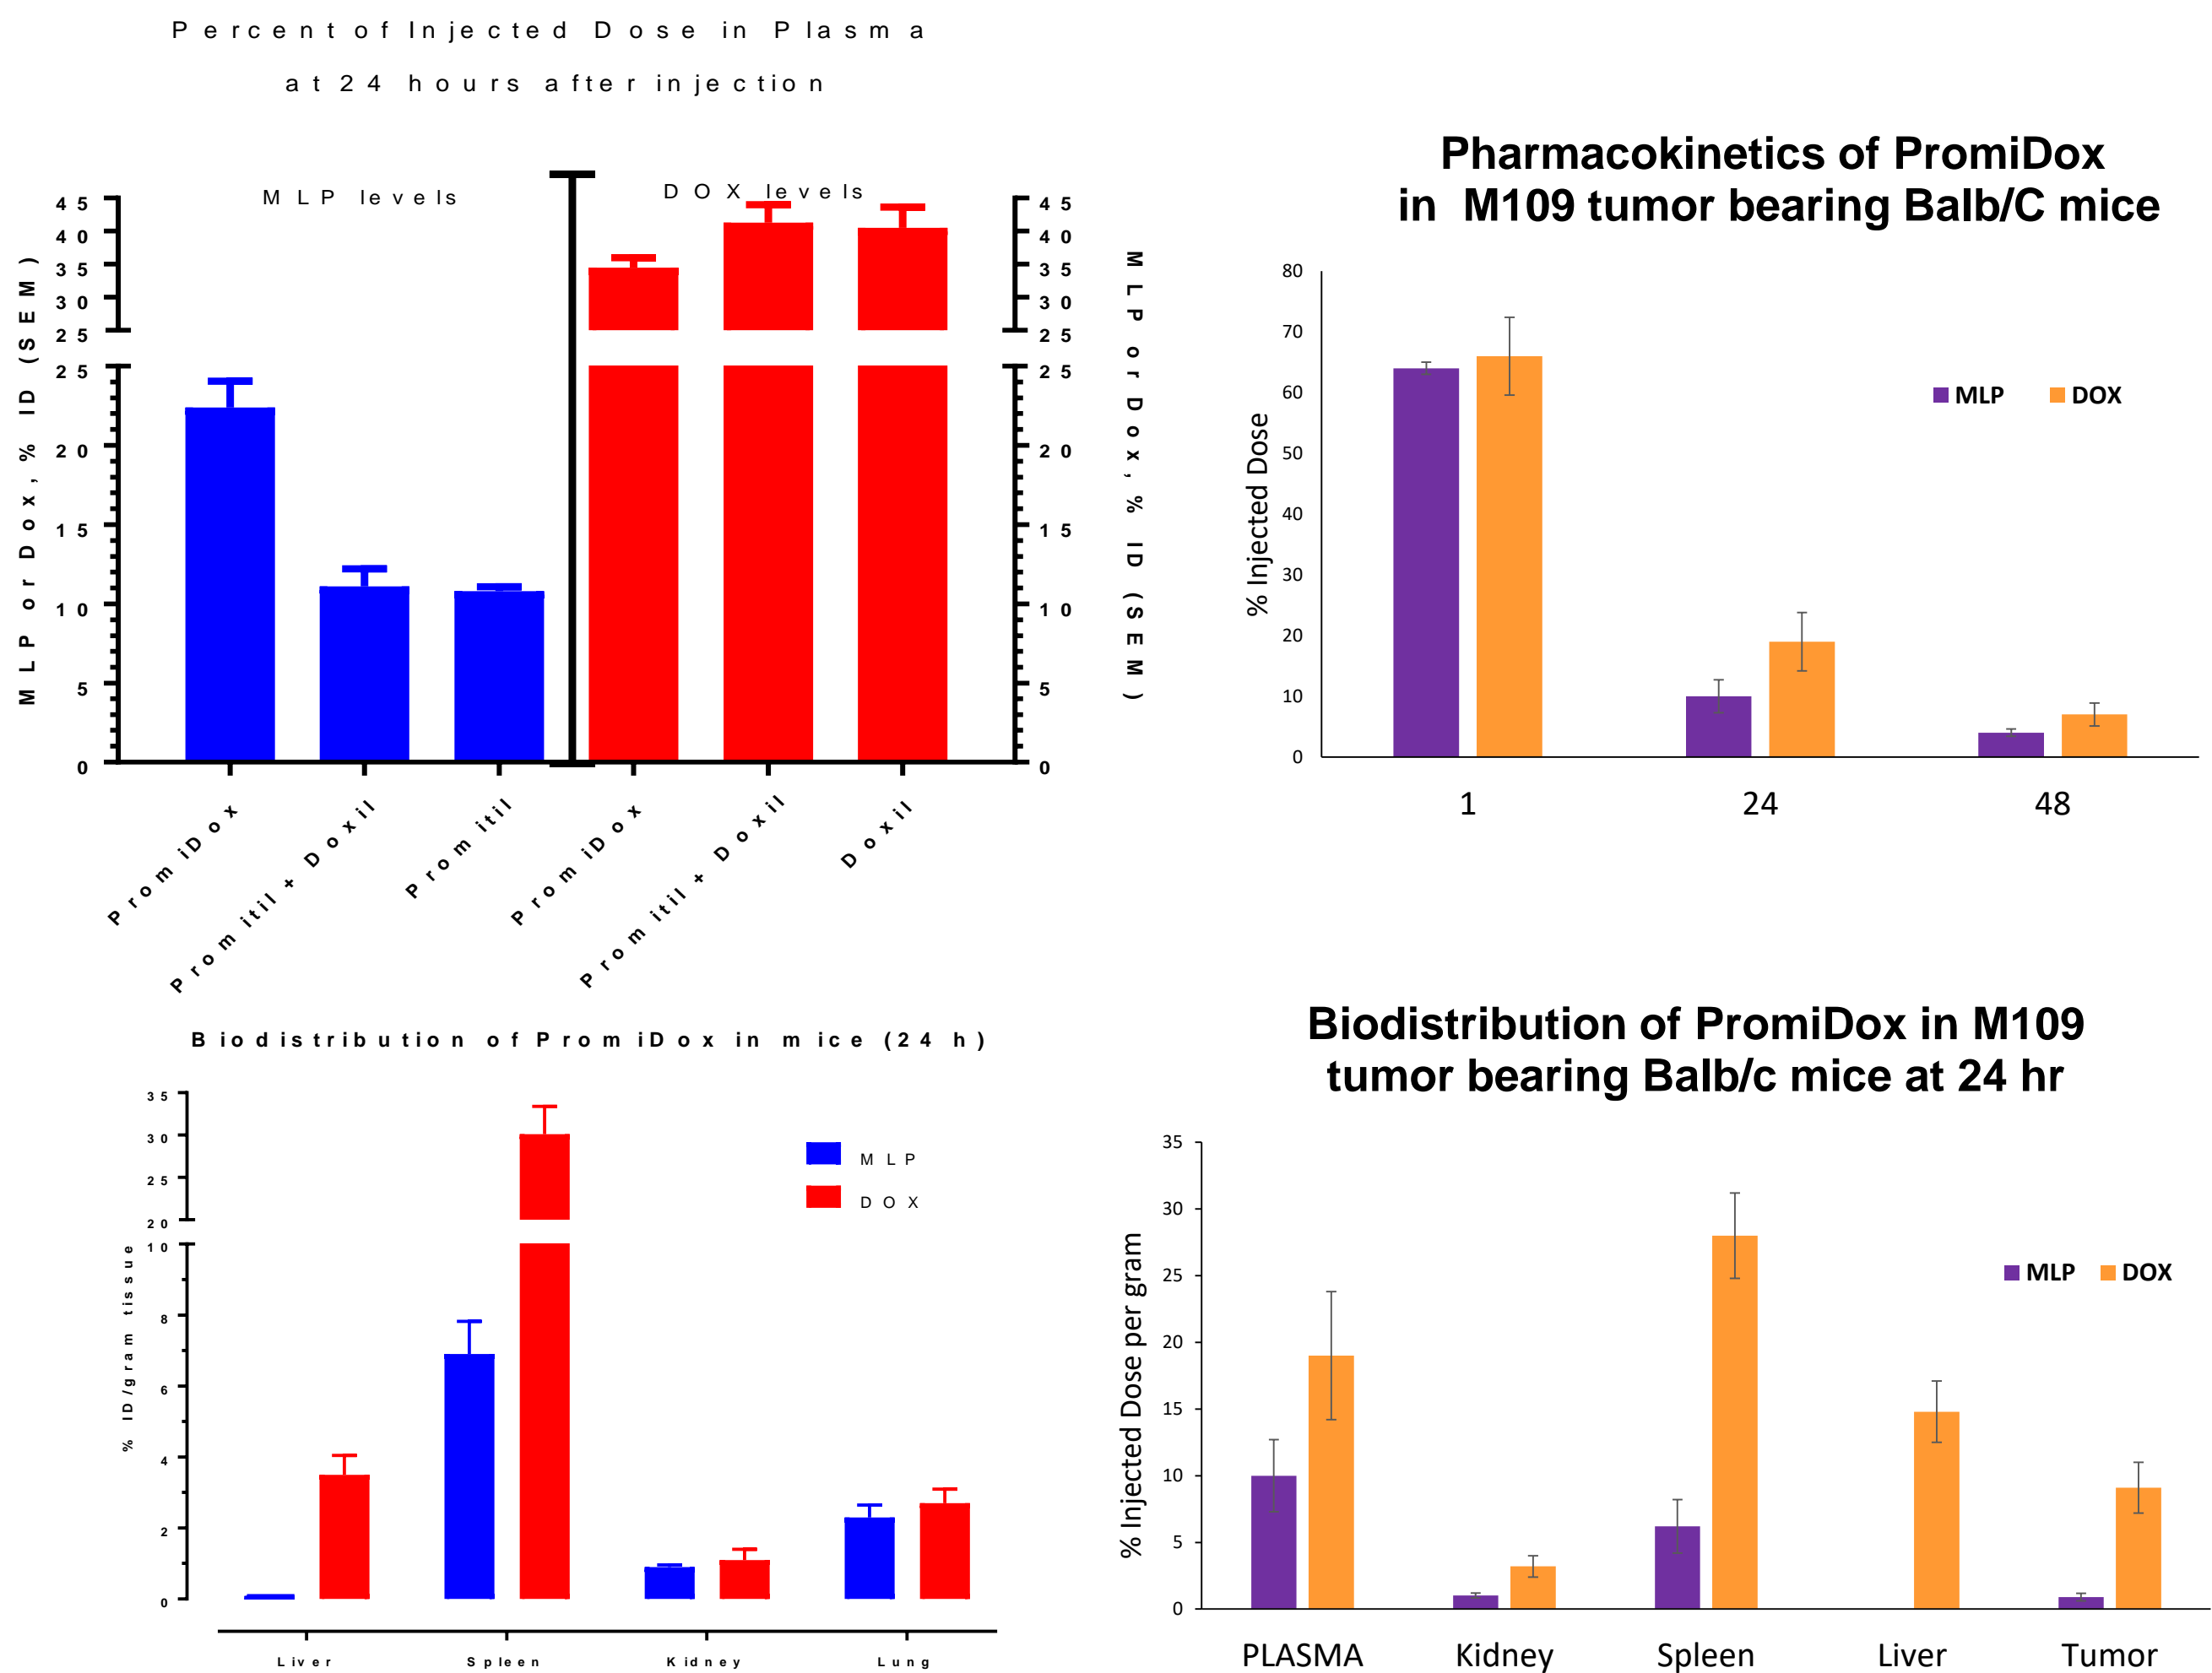 Percent of Injected Dose in Plasma
at 24 hours after injection
MLP levels
DOX levels
MLP or Dox, % ID (SEM)
45
40
35
30
25
25
20
15
10
5
0
45
40
35
30
25
25
20
15
10
5
0
MLP or Dox, % ID (SEM)
PromiDox
Promitil + Doxil
Promitil
PromiDox
Promitil + Doxil
Doxil
Pharmacokinetics of PromiDox
in M109 tumor bearing Balb/C mice
% Injected Dose
80
70
60
50
40
30
20
10
0
MLP DOX
1 24 48
Biodistribution of PromiDox in mice (24 h)
% ID/gram tissue
35
30
25
20
10
8
6
4
2
0
MLP
DOX
Liver Spleen Kidney Lung
Biodistribution of PromiDox in M109
tumor bearing Balb/c mice at 24 hr
% Injected Dose per gram
35
30
25
20
15
10
5
0
MLP DOX
PLASMA Kidney Spleen Liver Tumor